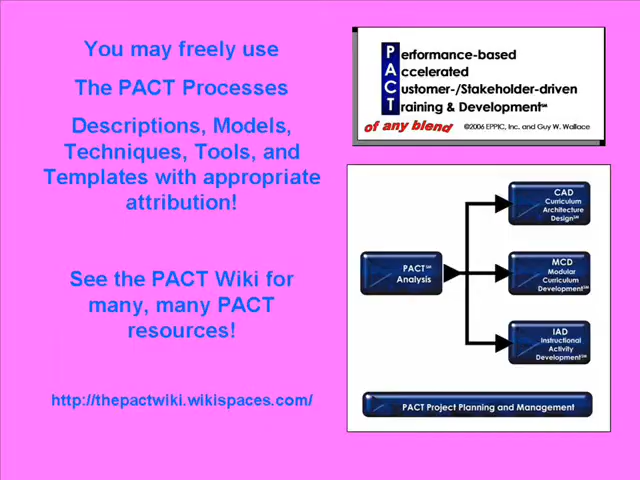 You may freely use
The PACT Processes
Descriptions, Models,
Techniques, Tools, and
Templates with appropriate
attribution!
See the PACT Wiki for
many, many PACT
resources!
http://thepactwiki.wikispaces.com/
Performance-based
Accelerated
Customer-/Stakeholder-driven
Training & Development℠
of any blend
©2006 EPPIC, Inc. and Guy W. Wallace
CAD
Curriculum
Architecture
Design℠
PACT℠
Analysis
MCD
Modular
Curriculum
Development℠
IAD
Instructional
Activity
Development℠
PACT Project Planning and Management